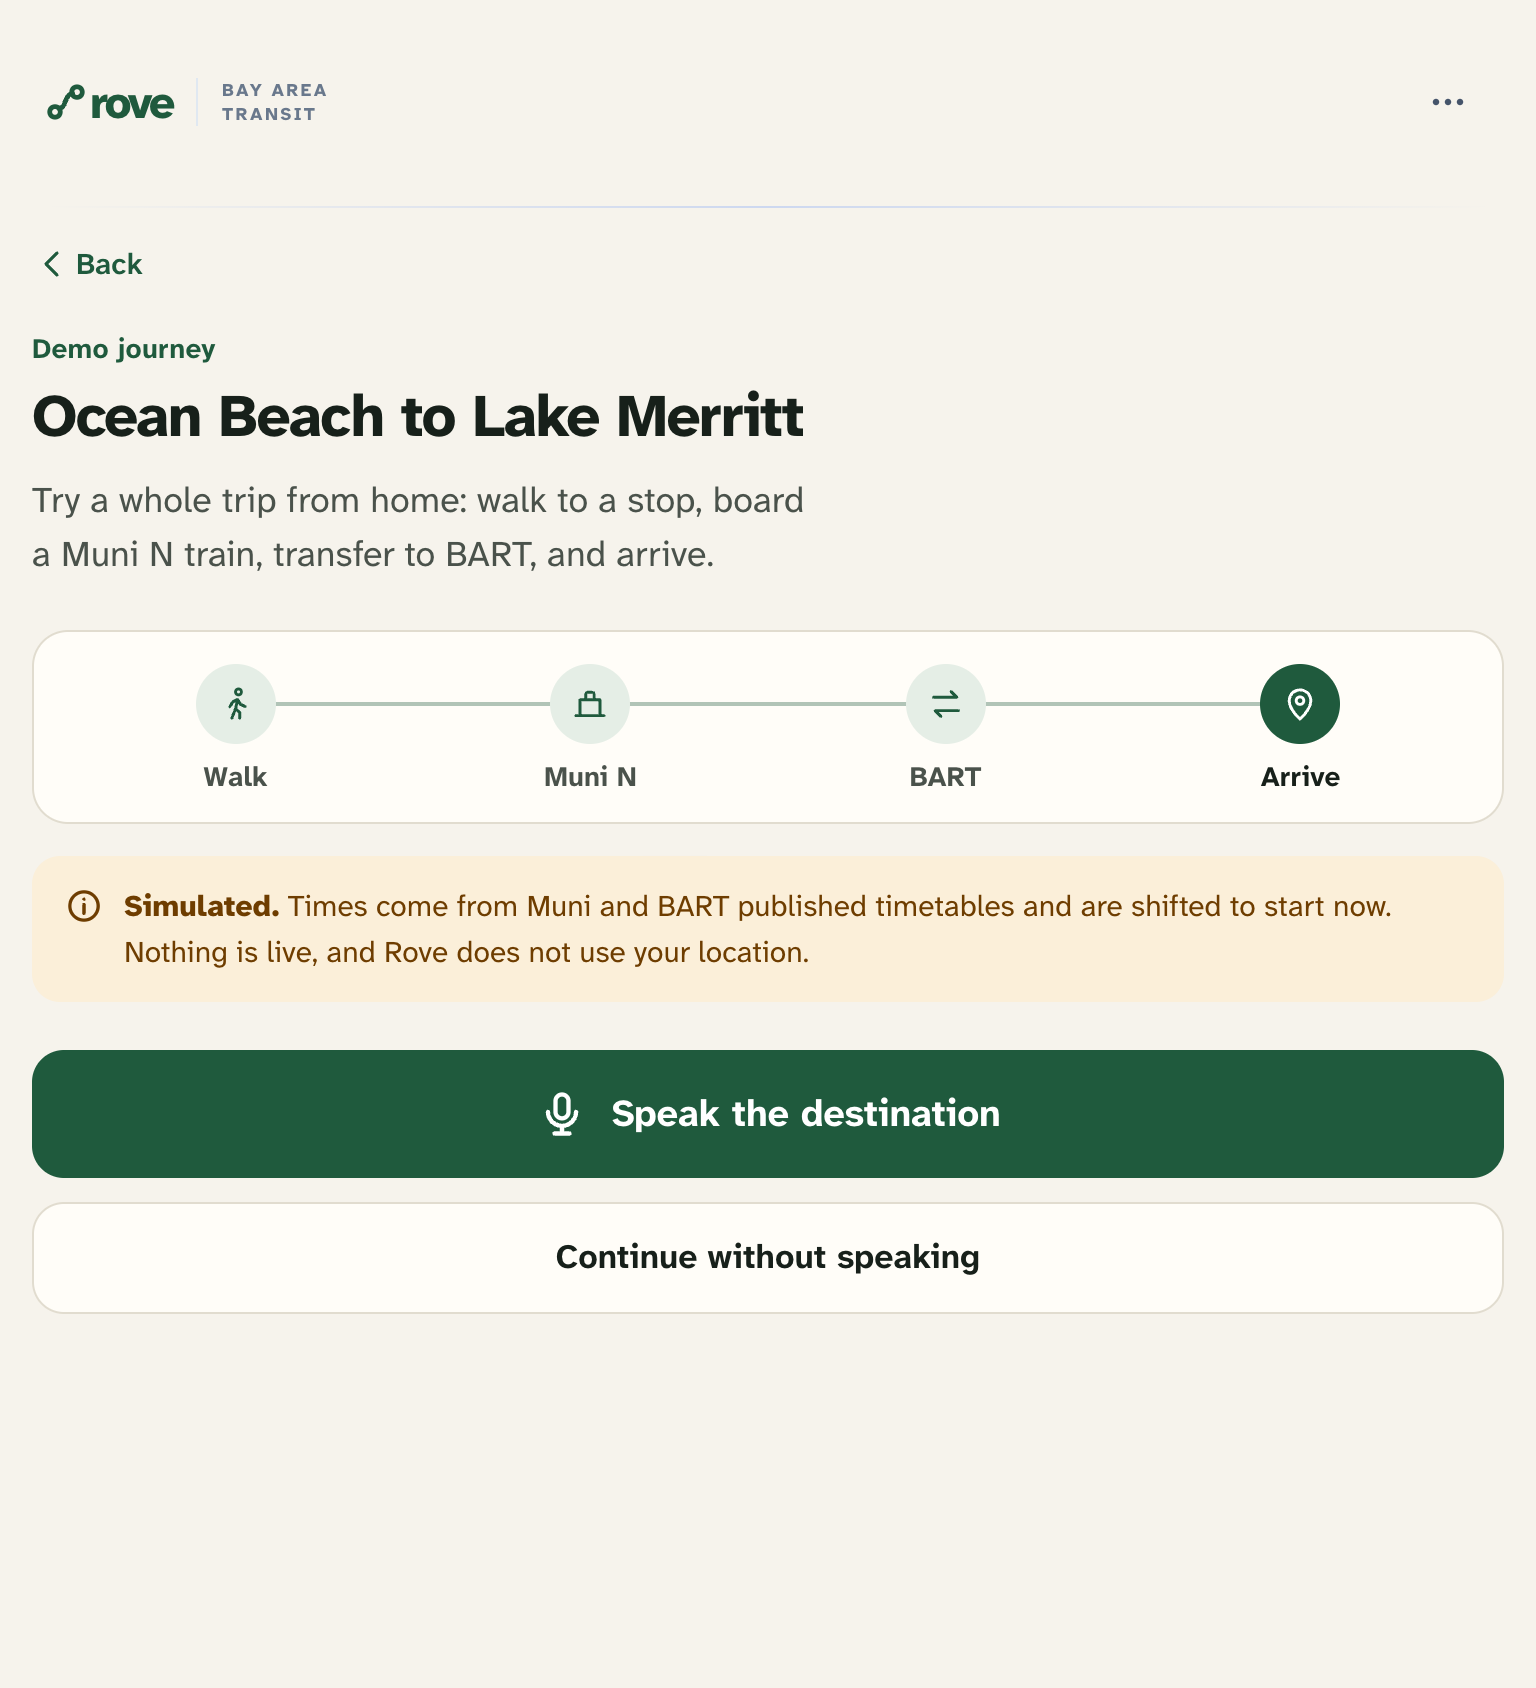 rove
BAY AREA
TRANSIT
Back
Demo journey
Ocean Beach to Lake Merritt
Try a whole trip from home: walk to a stop, board
a Muni N train, transfer to BART, and arrive.
Walk
Muni N
BART
Arrive
Simulated. Times come from Muni and BART published timetables and are shifted to start now.
Nothing is live, and Rove does not use your location.
Speak the destination
Continue without speaking